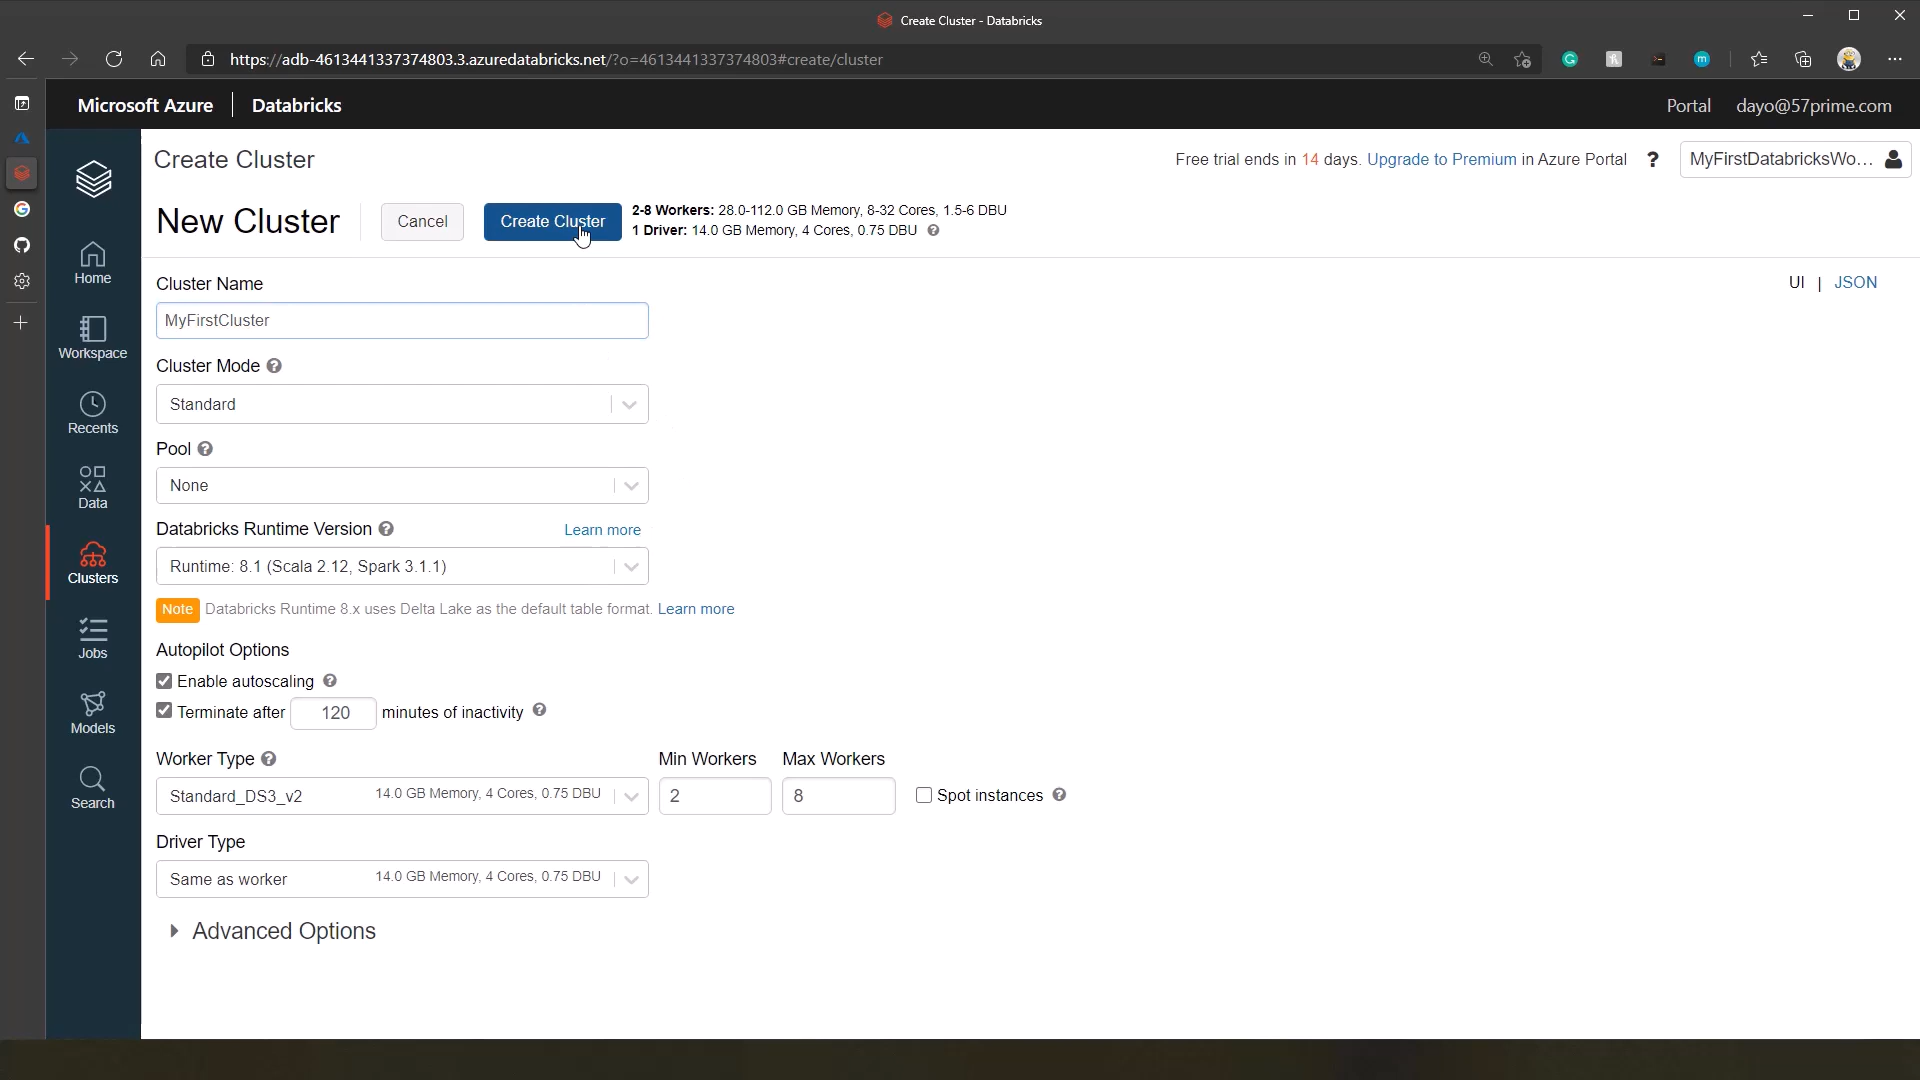 Create Cluster - Databricks
https://adb-4613441337374803.3.azuredatabricks.net/?o=4613441337374803#create/cluster
Microsoft Azure | Databricks
Portal dayo@57prime.com
Create Cluster
Free trial ends in 14 days. Upgrade to Premium in Azure Portal ? MyFirstDatabricksWo...
New Cluster Cancel Create Cluster
2-8 Workers: 28.0-112.0 GB Memory, 8-32 Cores, 1.5-6 DBU
1 Driver: 14.0 GB Memory, 4 Cores, 0.75 DBU ?
Home
Workspace
Recents
Data
Clusters
Jobs
Models
Search
Cluster Name
UI | JSON
MyFirstCluster
Cluster Mode ?
Standard
Pool ?
None
Databricks Runtime Version ? Learn more
Runtime: 8.1 (Scala 2.12, Spark 3.1.1)
Note Databricks Runtime 8.x uses Delta Lake as the default table format. Learn more
Autopilot Options
Enable autoscaling ?
Terminate after 120 minutes of inactivity ?
Worker Type ? Min Workers Max Workers
Standard_DS3_v2 14.0 GB Memory, 4 Cores, 0.75 DBU 2 8 Spot instances ?
Driver Type
Same as worker 14.0 GB Memory, 4 Cores, 0.75 DBU
Advanced Options